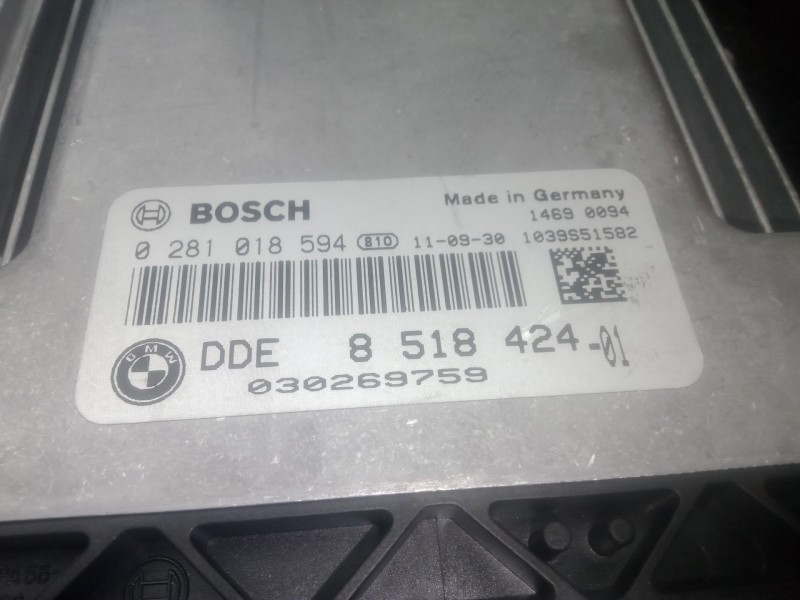 BOSCH
Made in Germany
1469 0094
0 281 018 594 810 11-09-30 1039S51582
BMW
DDE 8 518 424-01
030269759